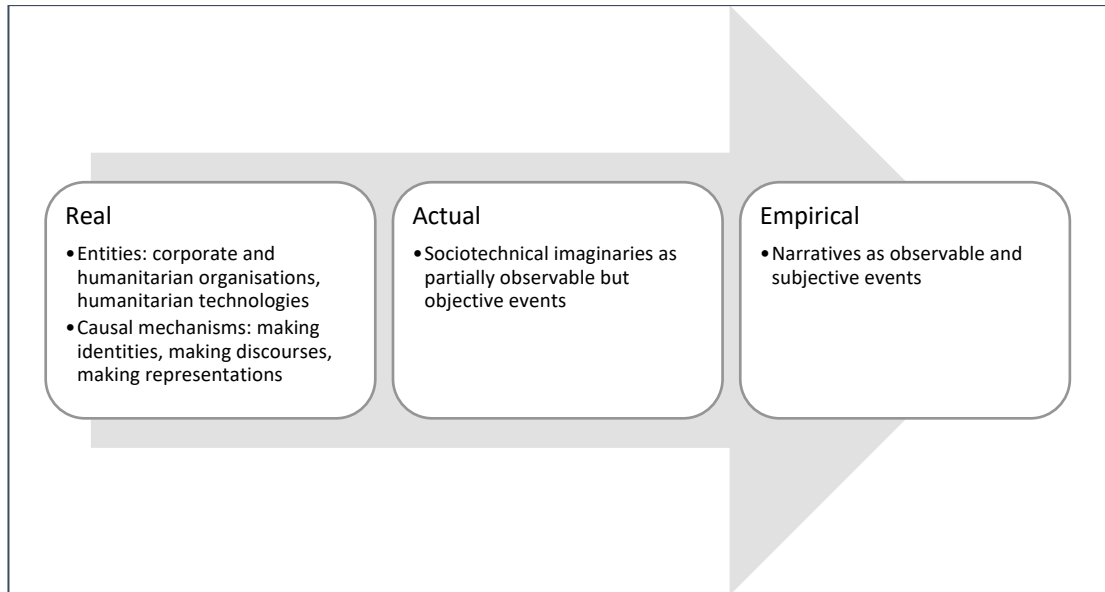 Real
•Entities: corporate and
humanitarian organisations,
humanitarian technologies
•Causal mechanisms: making
identities, making discourses,
making representations
Actual
•Sociotechnical imaginaries as
partially observable but
objective events
Empirical
•Narratives as observable and
subjective events